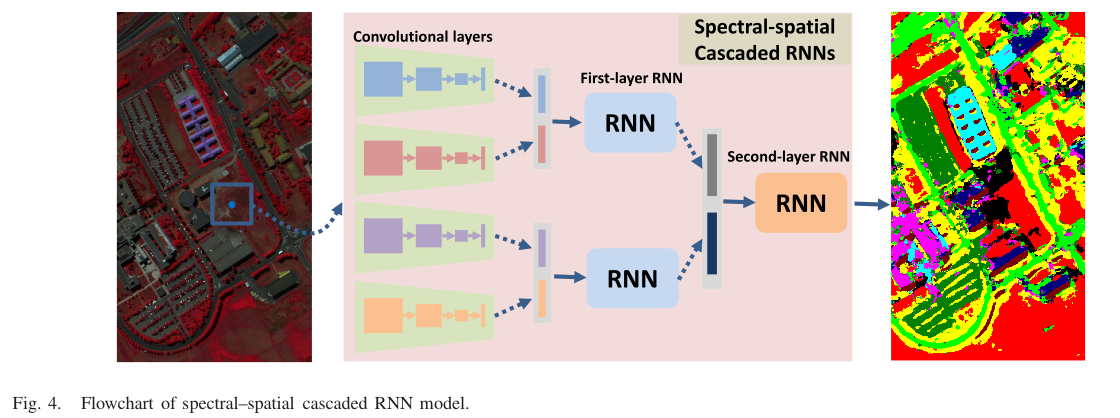 Spectral-spatial
Cascaded RNNs
Convolutional layers
First-layer RNN
RNN
Second-layer RNN
RNN
RNN
Fig. 4. Flowchart of spectral–spatial cascaded RNN model.